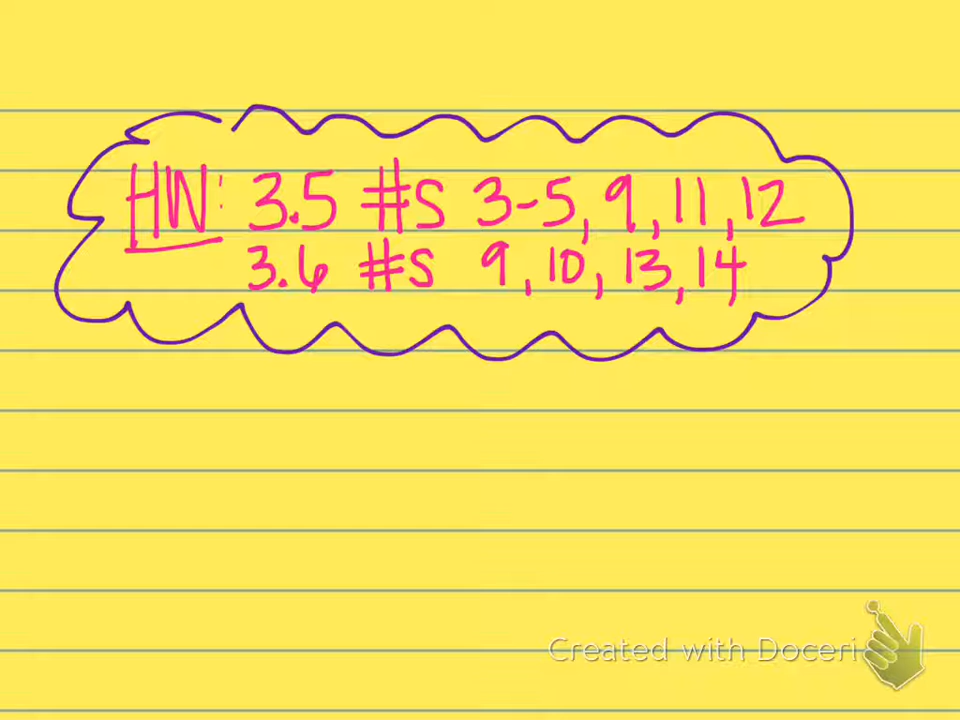 HW: 3.5 #s 3-5, 9, 11, 12
3.6 #s 9, 10, 13, 14
Created with Doceri